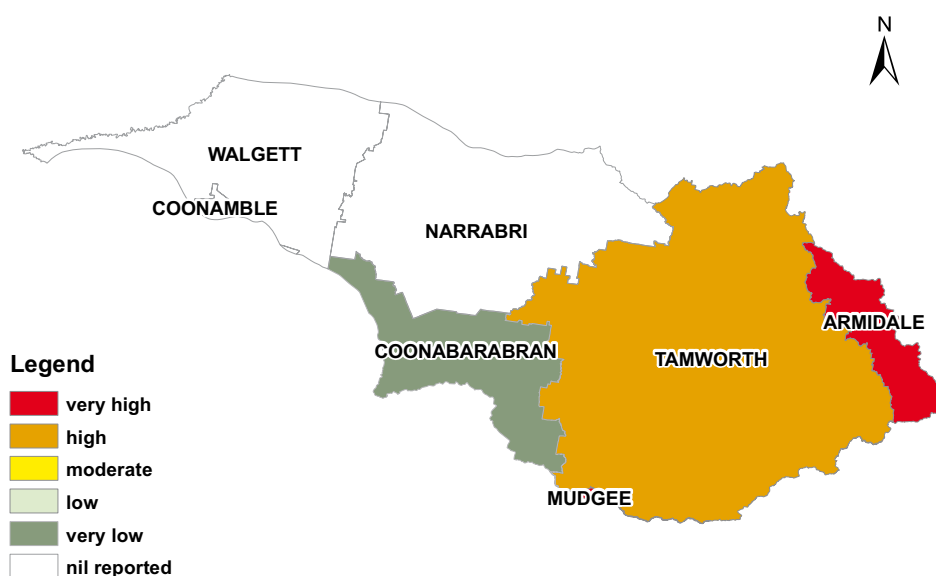 N
WALGETT
COONAMBLE
NARRABRI
ARMIDALE
COONABARABRAN
TAMWORTH
MUDGEE
Legend
very high
high
moderate
low
very low
nil reported